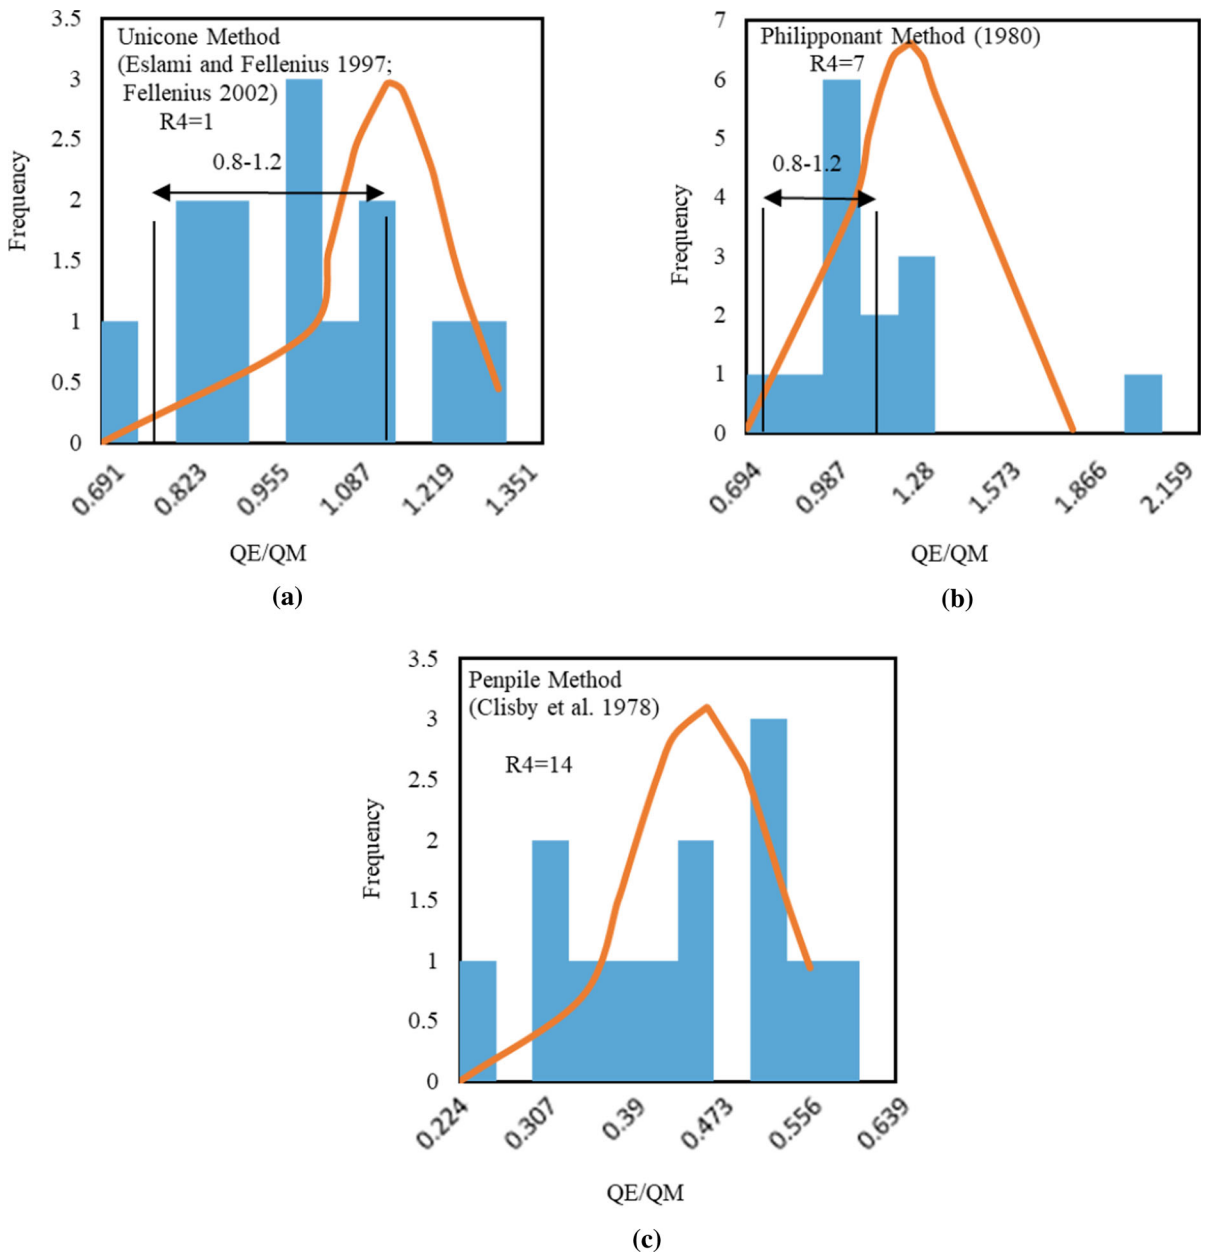 3.5
3
2.5
2
1.5
1
0.5
0
Frequency
Unicone Method
(Eslami and Fellenius 1997;
Fellenius 2002)
R4=1
0.8-1.2
0.691
0.823
0.955
1.087
1.219
1.351
QE/QM
(a)
7
6
5
4
3
2
1
0
Frequency
Philipponant Method (1980)
R4=7
0.8-1.2
0.694
0.987
1.28
1.573
1.866
2.159
QE/QM
(b)
3.5
3
2.5
2
1.5
1
0.5
0
Frequency
Penpile Method
(Clisby et al. 1978)
R4=14
0.224
0.307
0.39
0.473
0.556
0.639
QE/QM
(c)